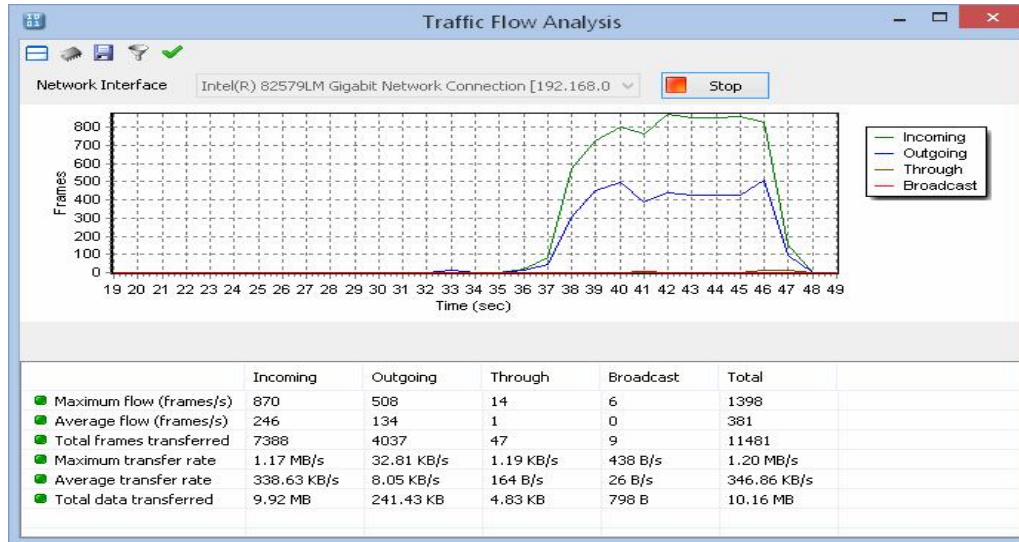 Traffic Flow Analysis
Network Interface
Intel(R) 82579LM Gigabit Network Connection [192.168.0
Stop
800
700
600
500
400
300
200
100
0
Frames
19 20 21 22 23 24 25 26 27 28 29 30 31 32 33 34 35 36 37 38 39 40 41 42 43 44 45 46 47 48 49
Time (sec)
Incoming
Outgoing
Through
Broadcast
Incoming Outgoing Through Broadcast Total
Maximum flow (frames/s) 870 508 14 6 1398
Average flow (frames/s) 246 134 1 0 381
Total frames transferred 7388 4037 47 9 11481
Maximum transfer rate 1.17 MB/s 32.81 KB/s 1.19 KB/s 438 B/s 1.20 MB/s
Average transfer rate 338.63 KB/s 8.05 KB/s 164 B/s 26 B/s 346.86 KB/s
Total data transferred 9.92 MB 241.43 KB 4.83 KB 798 B 10.16 MB